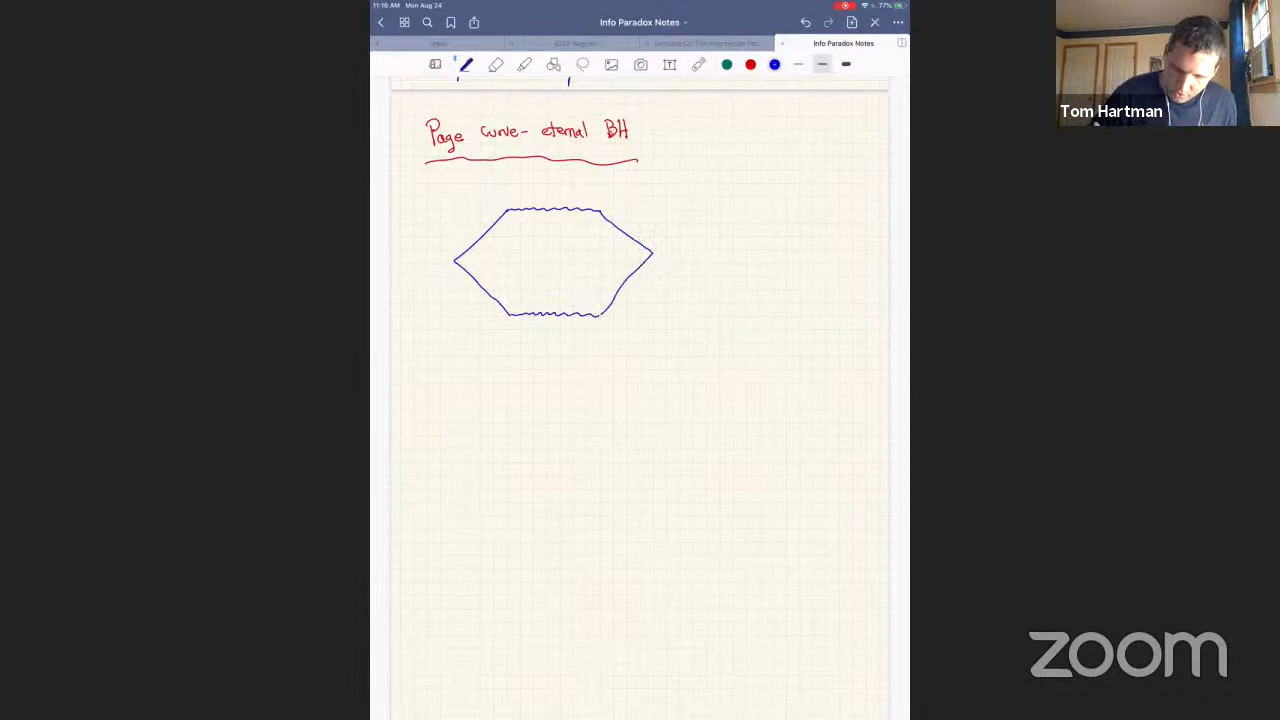 11:16 AM Mon Aug 24
77%
Info Paradox Notes
Info Paradox Notes
Page curve - eternal BH
Tom Hartman
zoom